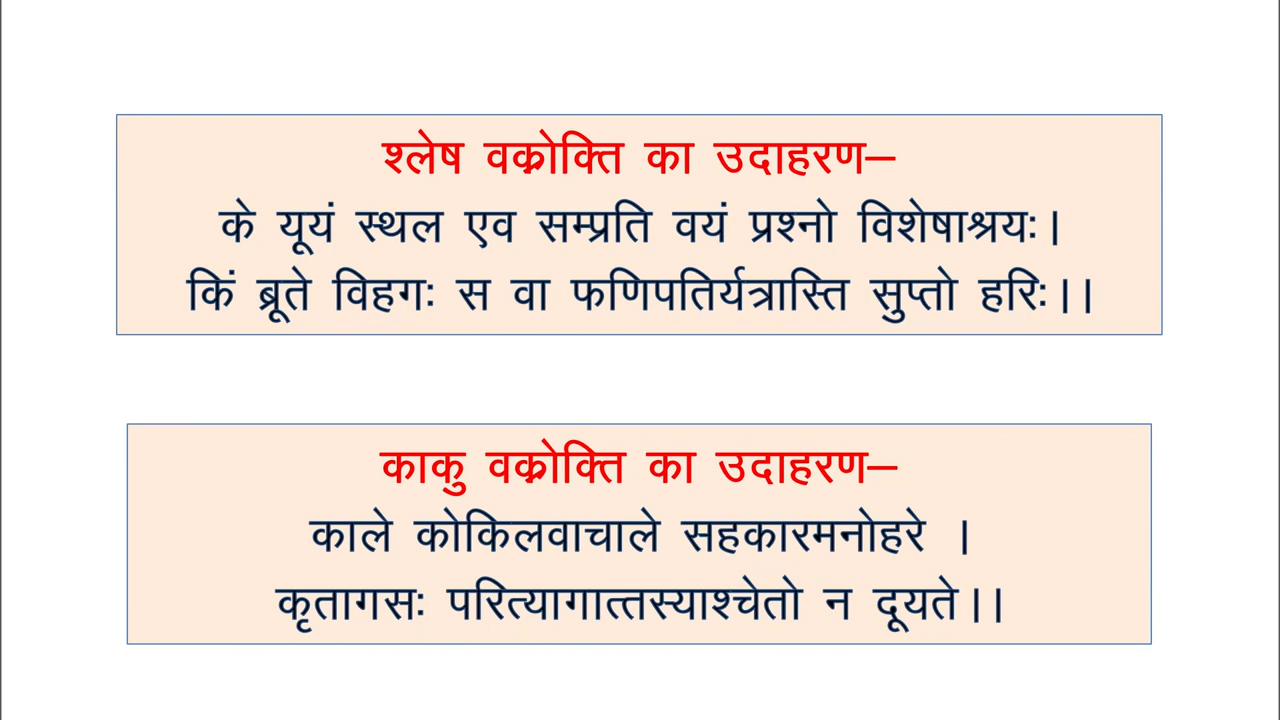 श्लेष वक्रोक्ति का उदाहरण–
के यूयं स्थल एव सम्प्रति वयं प्रश्नो विशेषाश्रयः।
किं ब्रूते विहगः स वा फणिपतिर्यत्रास्ति सुप्तो हरिः।।
काकु वक्रोक्ति का उदाहरण–
काले कोकिलवाचाले सहकारमनोहरे ।
कृतागसः परित्यागात्तस्याश्चेतो न दूयते।।